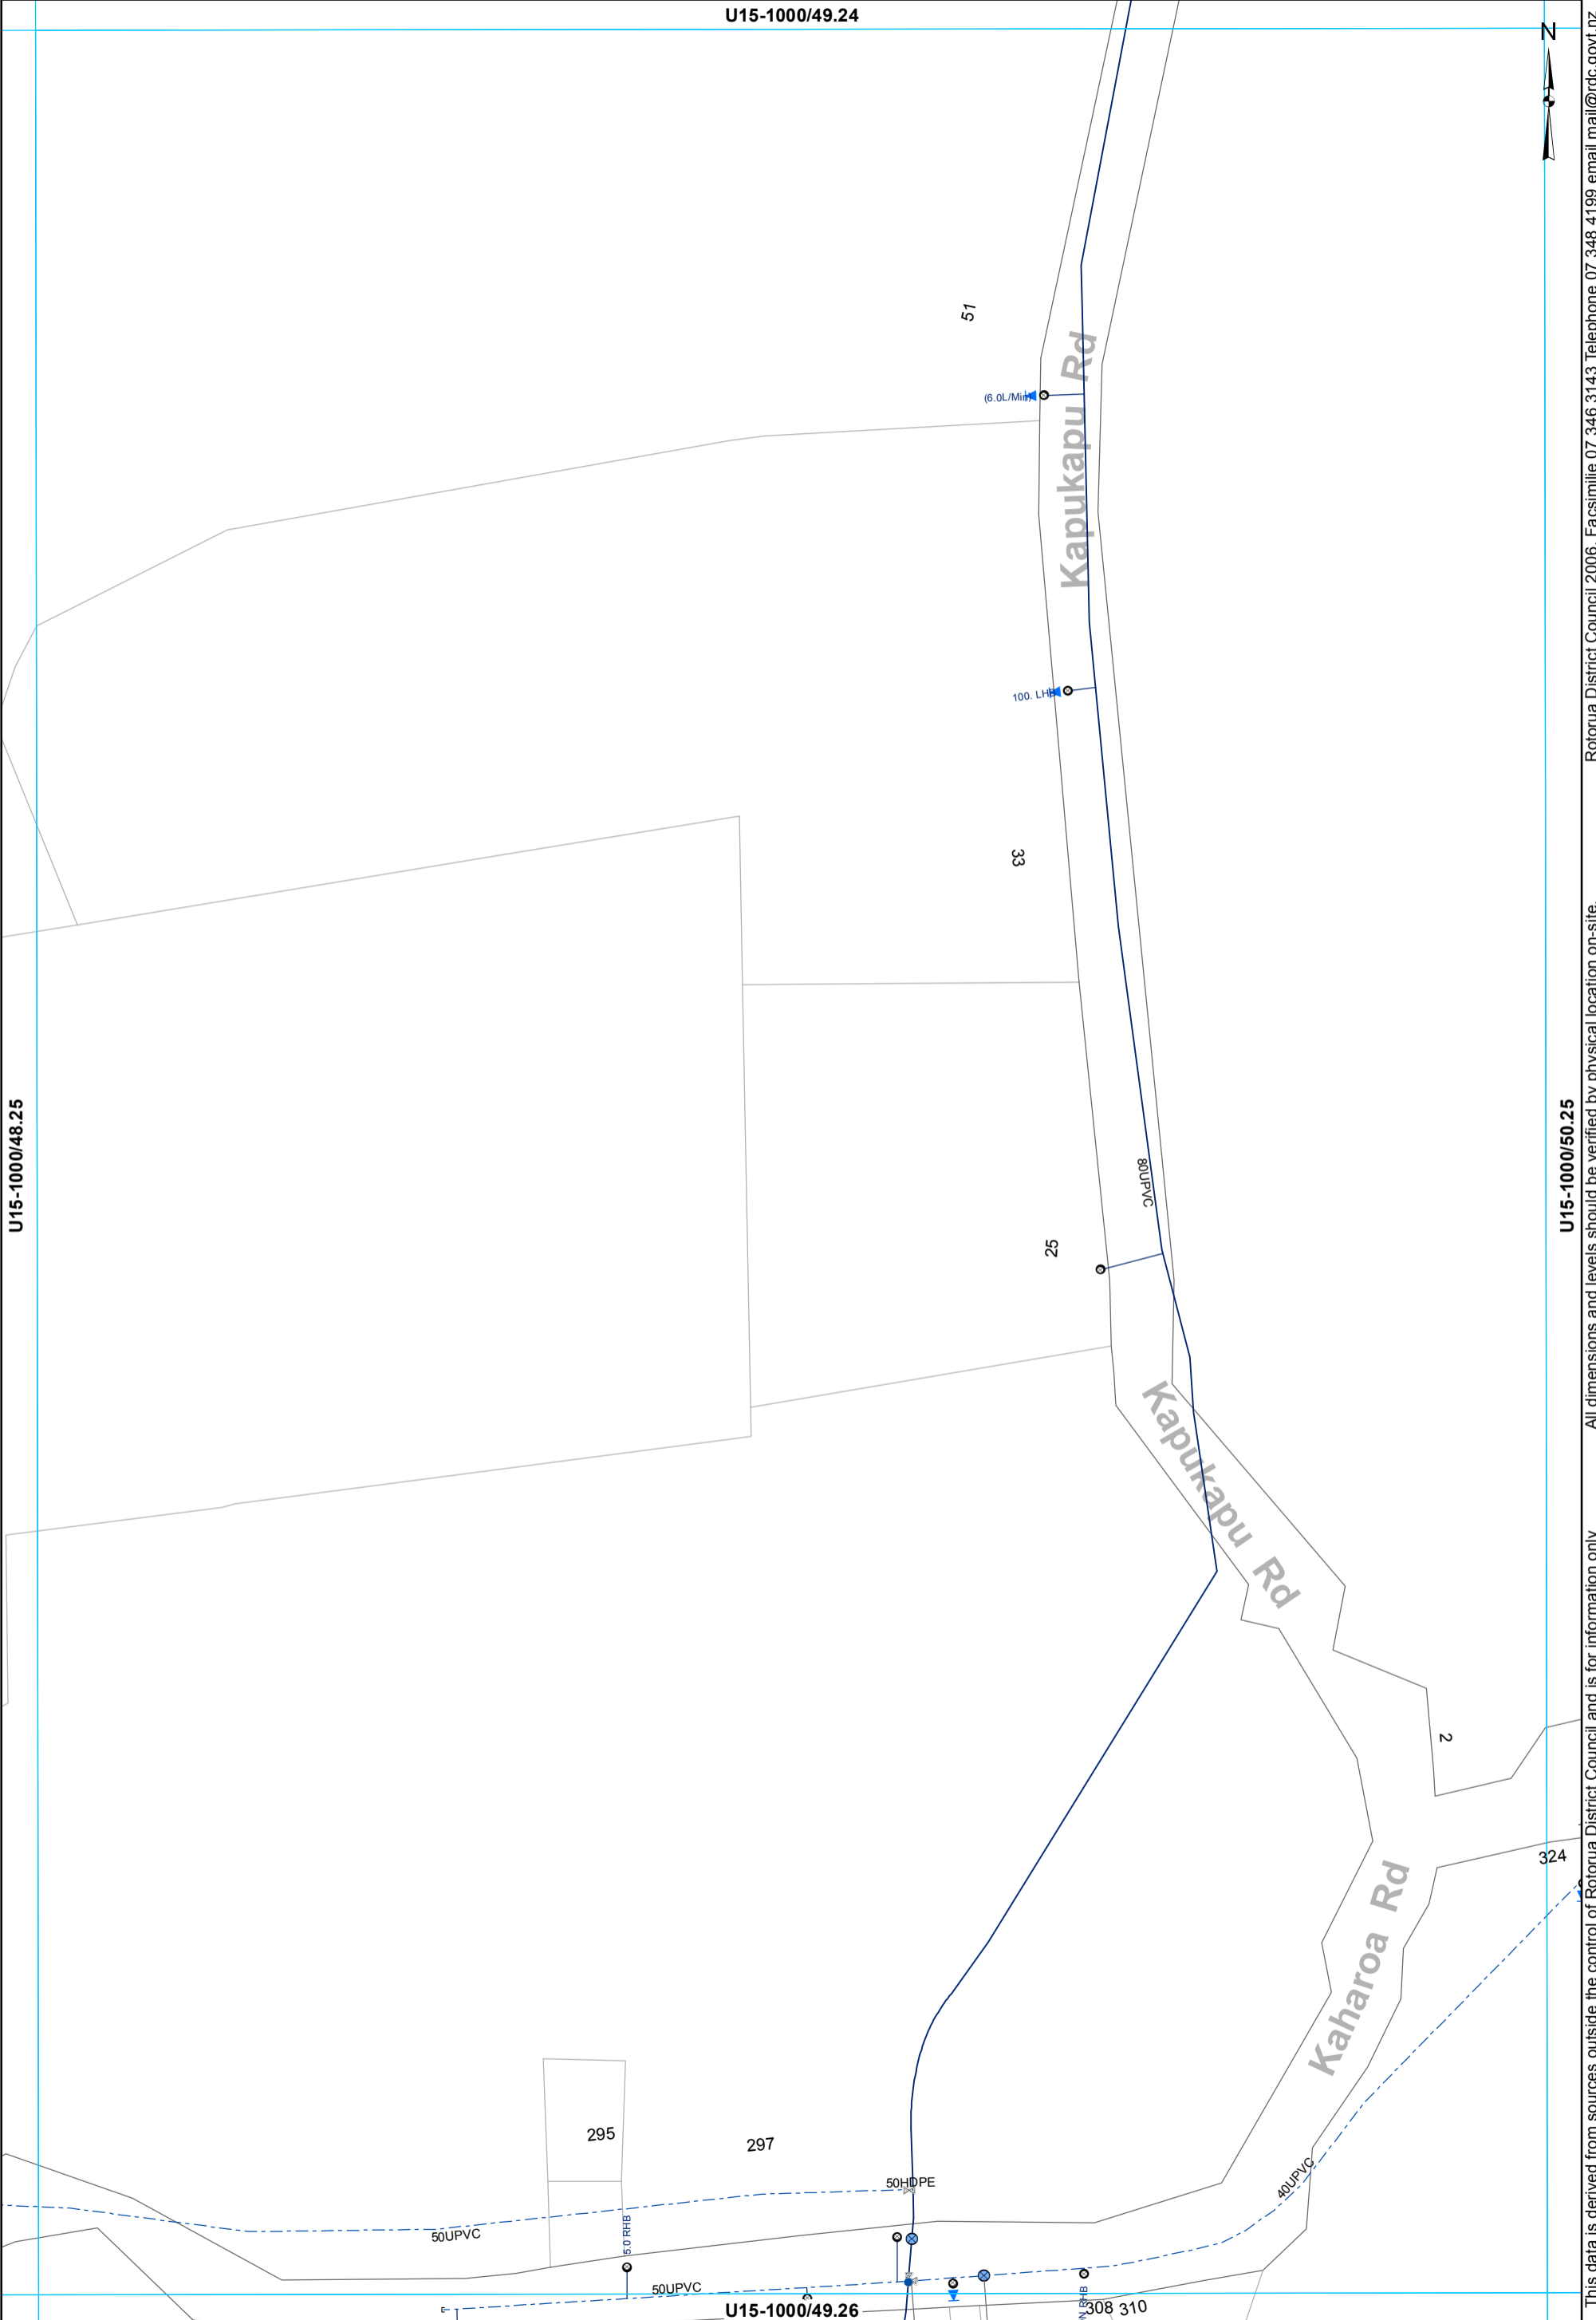 U15-1000/49.24
N
51
Kapukapu Rd
(6.0L/Min)
100. LHB
33
U15-1000/48.25
U15-1000/50.25
80UPVC
25
Kapukapu Rd
2
324
Kaharoa Rd
295
297
50HDPE
40UPVC
50UPVC
5.0 RHB
50UPVC
N RHB
U15-1000/49.26
308
310
This data is derived from sources outside the control of Rotorua District Council and is for information only
All dimensions and levels should be verified by physical location on-site.
Rotorua District Council 2006. Facsimilie 07 346 3143 Telephone 07 348 4199 email mail@rdc.govt.nz